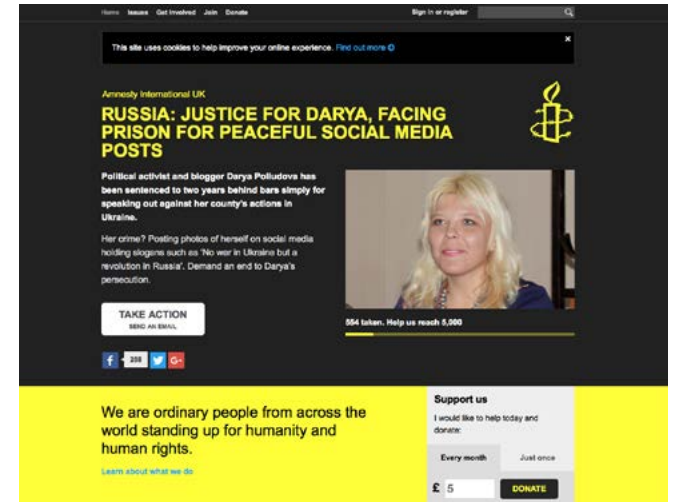 Home Issues Get Involved Join Donate
Sign in or register
This site uses cookies to help improve your online experience. Find out more
×
Amnesty International UK
RUSSIA: JUSTICE FOR DARYA, FACING
PRISON FOR PEACEFUL SOCIAL MEDIA
POSTS
Political activist and blogger Darya Polludova has
been sentenced to two years behind bars simply for
speaking out against her county's actions in
Ukraine.
Her crime? Posting photos of herself on social media
holding slogans such as 'No war in Ukraine but a
revolution in Russia'. Demand an end to Darya's
persecution.
TAKE ACTION
SEND AN EMAIL
554 taken. Help us reach 5,000
f 258 G+
We are ordinary people from across the
world standing up for humanity and
human rights.
Learn about what we do
Support us
I would like to help today and
donate:
Every month Just once
£ 5 DONATE